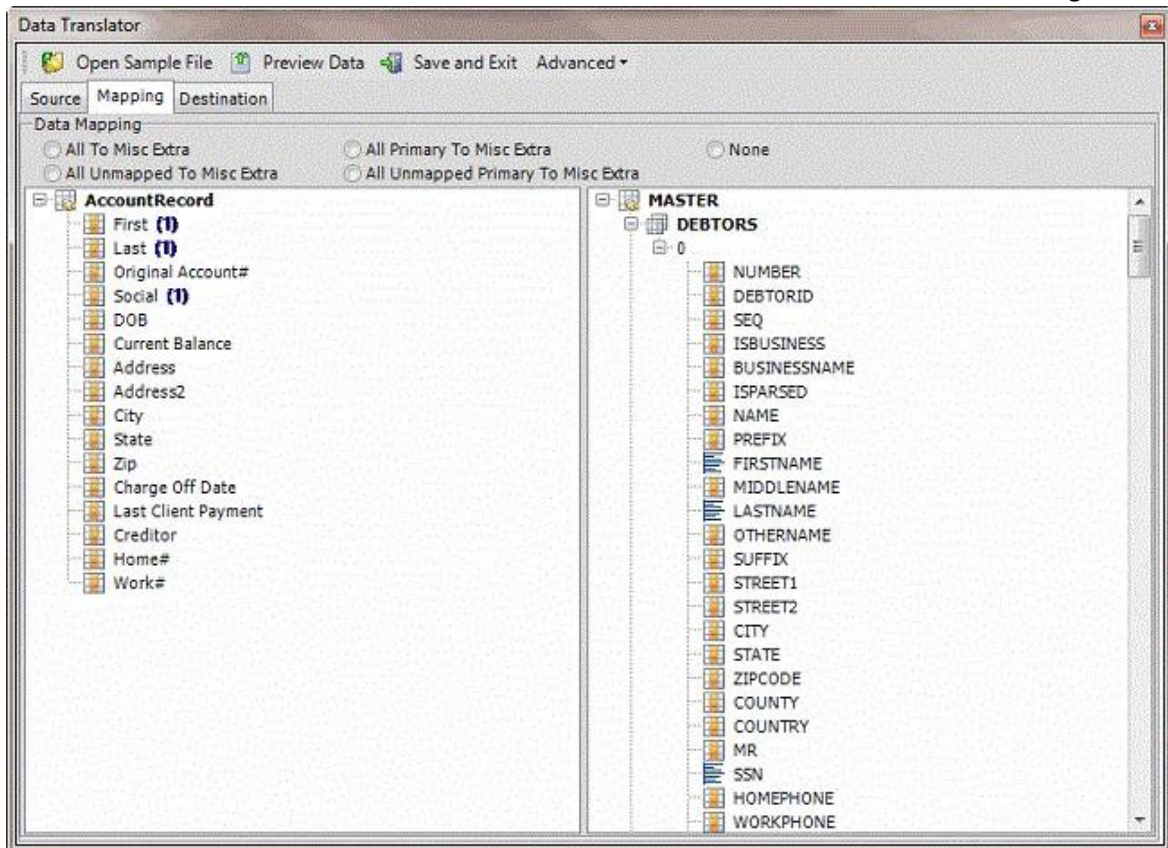 Data Translator
Open Sample File Preview Data Save and Exit Advanced
Source Mapping Destination
Data Mapping
All To Misc Extra All Primary To Misc Extra None
All Unmapped To Misc Extra All Unmapped Primary To Misc Extra
AccountRecord
First (1)
Last (1)
Original Account#
Social (1)
DOB
Current Balance
Address
Address2
City
State
Zip
Charge Off Date
Last Client Payment
Creditor
Home#
Work#
MASTER
DEBTORS
0
NUMBER
DEBTORID
SEQ
ISBUSINESS
BUSINESSNAME
ISPARSED
NAME
PREFIX
FIRSTNAME
MIDDLENAME
LASTNAME
OTHERNAME
SUFFIX
STREET1
STREET2
CITY
STATE
ZIPCODE
COUNTY
COUNTRY
MR
SSN
HOMEPHONE
WORKPHONE